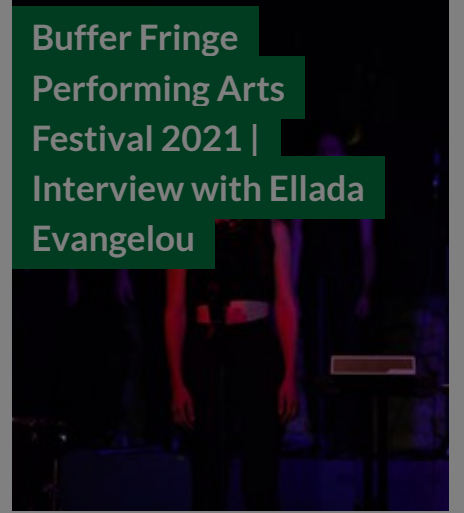 Buffer Fringe
Performing Arts
Festival 2021 |
Interview with Ellada
Evangelou